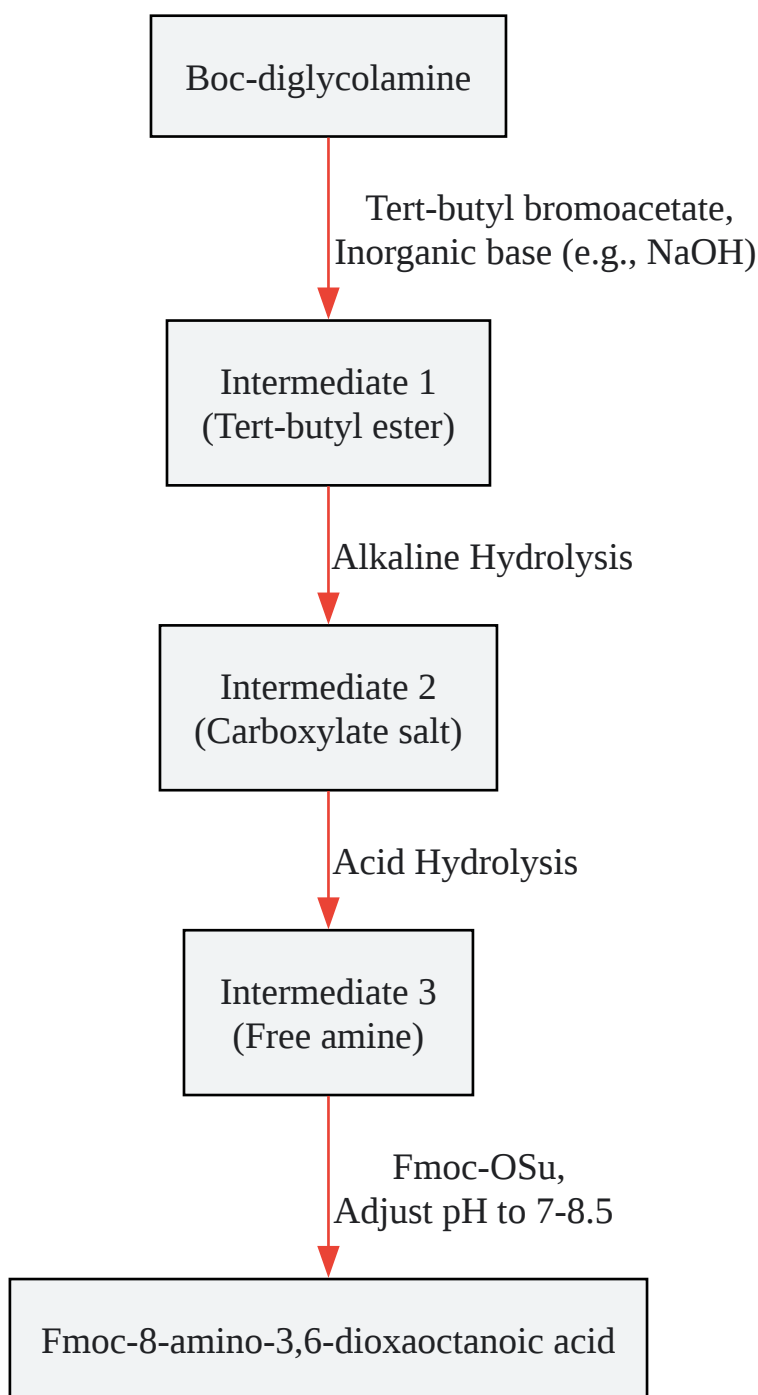 Boc-diglycolamine
Tert-butyl bromoacetate,
Inorganic base (e.g., NaOH)
Intermediate 1
(Tert-butyl ester)
Alkaline Hydrolysis
Intermediate 2
(Carboxylate salt)
Acid Hydrolysis
Intermediate 3
(Free amine)
Fmoc-OSu,
Adjust pH to 7-8.5
Fmoc-8-amino-3,6-dioxaoctanoic acid